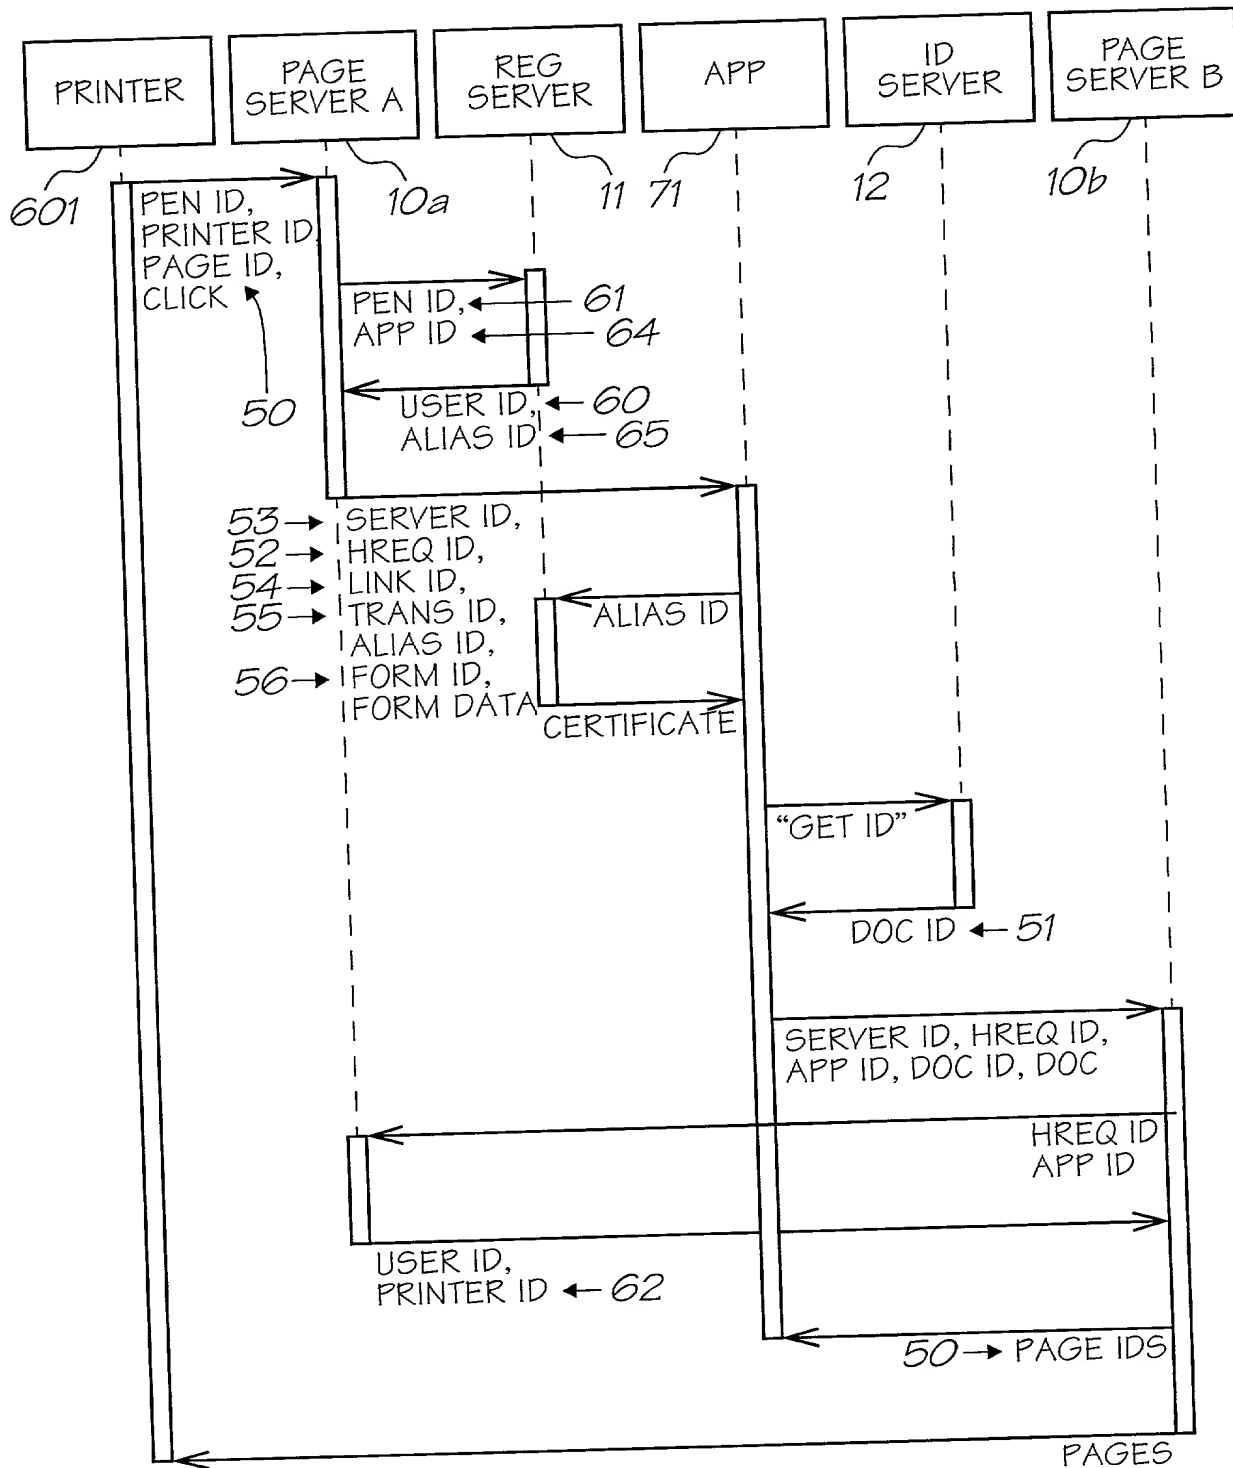 PRINTER
PAGE
SERVER A
REG
SERVER
APP
ID
SERVER
PAGE
SERVER B
601
10a
11
71
12
10b
PEN ID,
PRINTER ID
PAGE ID,
CLICK
50
PEN ID, 61
APP ID 64
USER ID, 60
ALIAS ID 65
53 SERVER ID,
52 HREQ ID,
54 LINK ID,
55 TRANS ID,
ALIAS ID,
56 FORM ID,
FORM DATA
ALIAS ID
CERTIFICATE
"GET ID"
DOC ID 51
SERVER ID, HREQ ID,
APP ID, DOC ID, DOC
HREQ ID
APP ID
USER ID,
PRINTER ID 62
50 PAGE IDS
PAGES